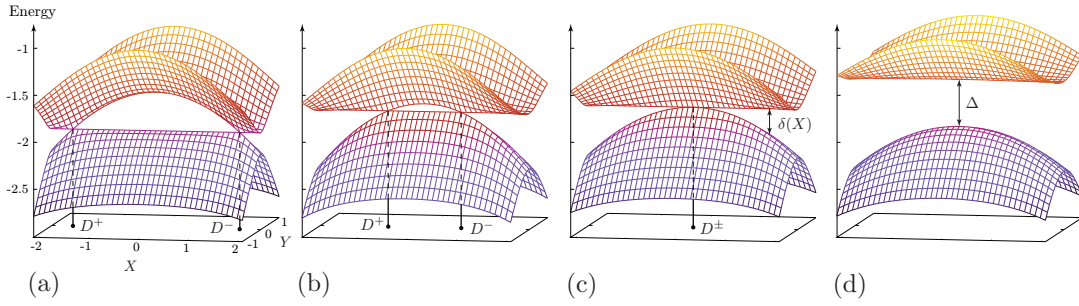 Energy
-1
-1.5
-2
-2.5
D⁺
D⁻
-2
-1
0
1
2
-1
0
1
X
Y
(a)
D⁺
D⁻
(b)
δ(X)
D±
(c)
Δ
(d)